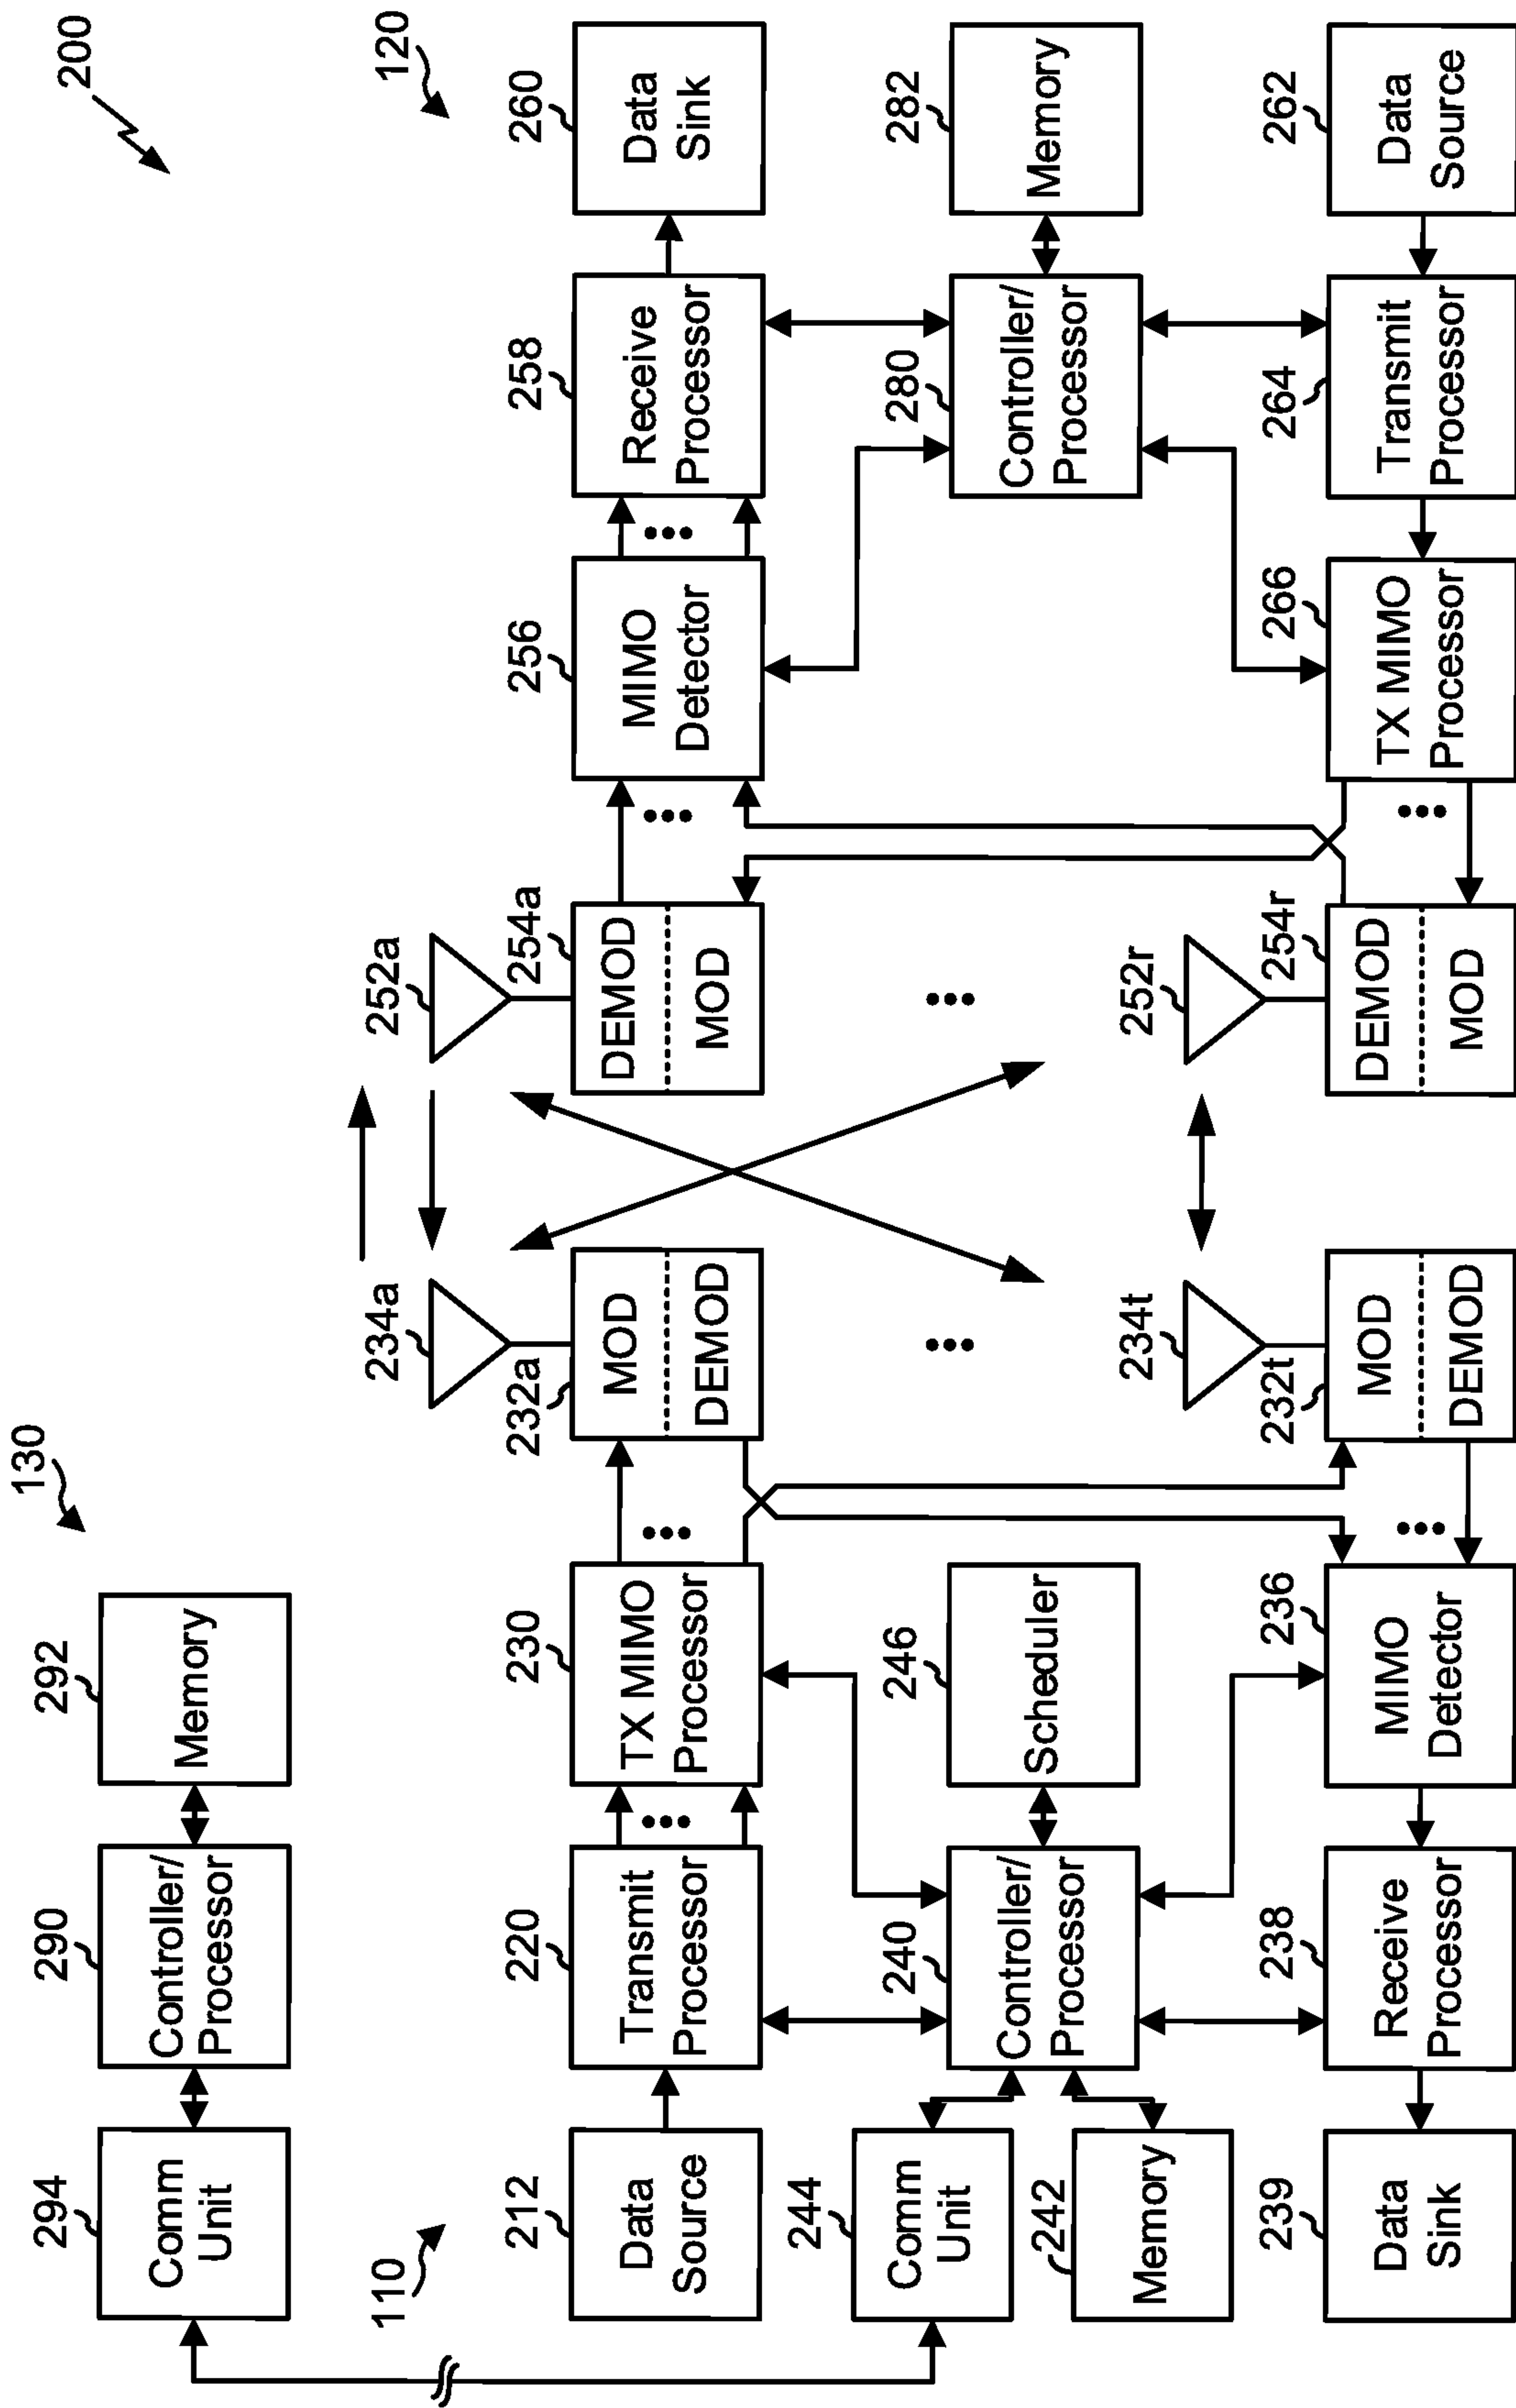 200
130
120
110
294
Comm
Unit
290
Controller/
Processor
292
Memory
212
Data
Source
220
Transmit
Processor
230
TX MIMO
Processor
234a
232a
MOD
DEMOD
252a
254a
DEMOD
MOD
256
MIMO
Detector
258
Receive
Processor
260
Data
Sink
244
Comm
Unit
242
Memory
240
Controller/
Processor
246
Scheduler
280
Controller/
Processor
282
Memory
239
Data
Sink
238
Receive
Processor
236
MIMO
Detector
234t
232t
MOD
DEMOD
252r
254r
DEMOD
MOD
266
TX MIMO
Processor
264
Transmit
Processor
262
Data
Source